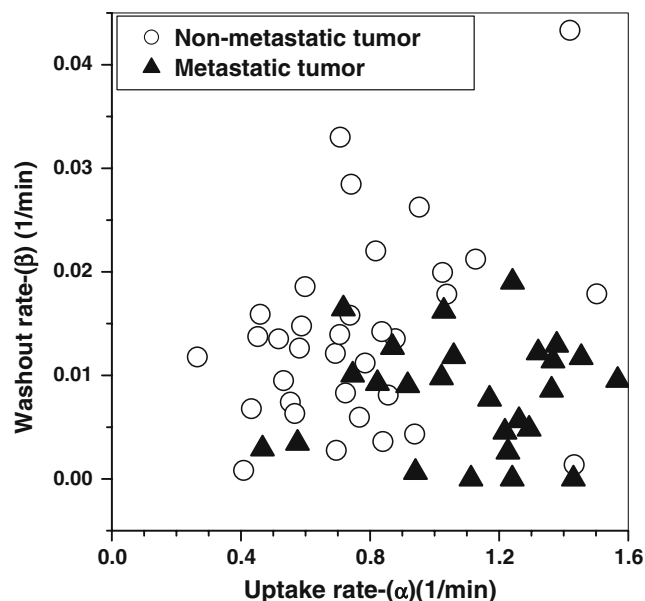 Non-metastatic tumor
Metastatic tumor
0.04
0.03
0.02
0.01
0.00
Washout rate-(β) (1/min)
0.0 0.4 0.8 1.2 1.6
Uptake rate-(α)(1/min)